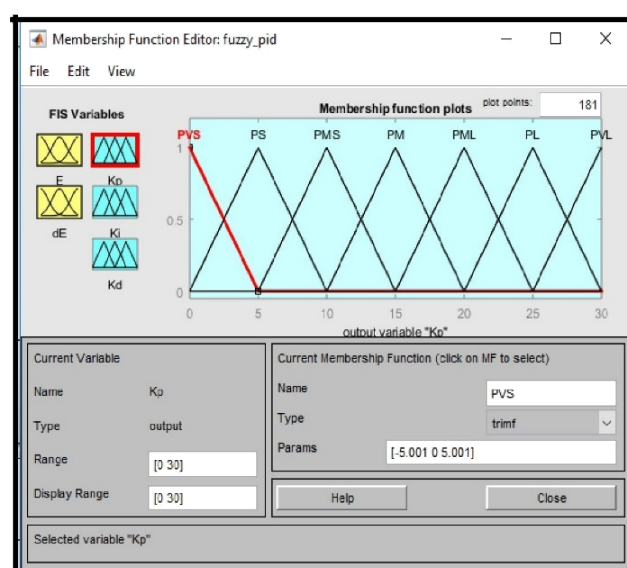 Membership Function Editor: fuzzy_pid
File Edit View
FIS Variables
E
Kp
dE
Ki
Kd
Membership function plots
plot points:
181
PVS PS PMS PM PML PL PVL
1
0.5
0
0 5 10 15 20 25 30
output variable "Kp"
Current Variable
Name Kp
Type output
Range [0 30]
Display Range [0 30]
Current Membership Function (click on MF to select)
Name PVS
Type trimf
Params [-5.001 0 5.001]
Help Close
Selected variable "Kp"